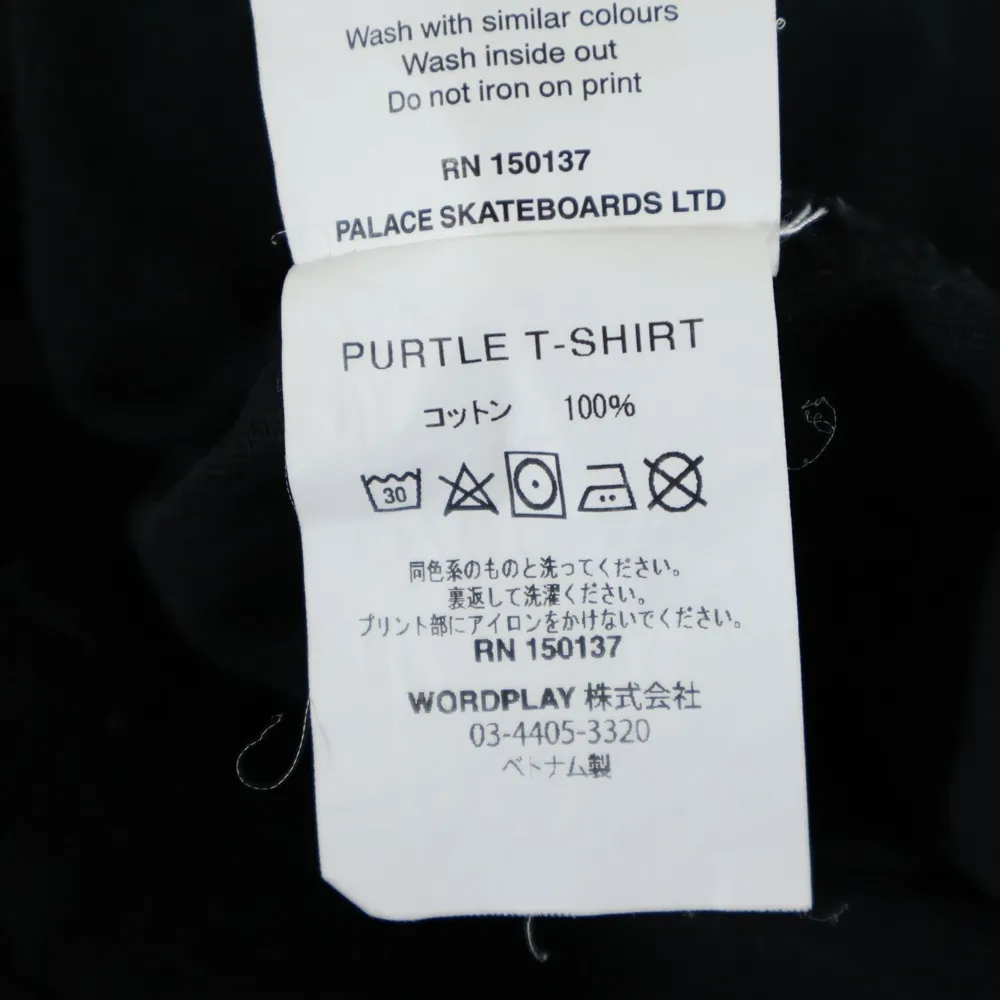 Wash with similar colours
Wash inside out
Do not iron on print
RN 150137
PALACE SKATEBOARDS LTD
PURTLE T-SHIRT
コットン 100%
30
同色系のものと洗ってください。
裏返して洗濯ください。
プリント部にアイロンをかけないでください。
RN 150137
WORDPLAY 株式会社
03-4405-3320
ベトナム製